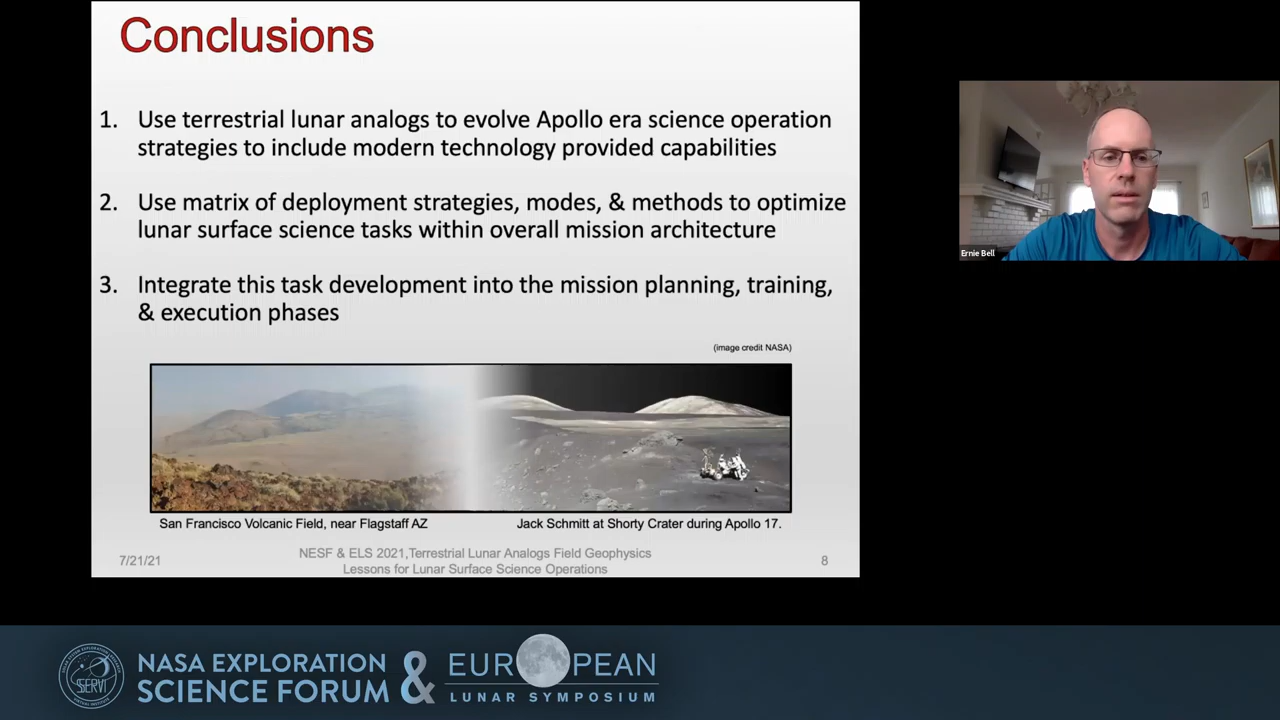 Conclusions
1. Use terrestrial lunar analogs to evolve Apollo era science operation
strategies to include modern technology provided capabilities
2. Use matrix of deployment strategies, modes, & methods to optimize
lunar surface science tasks within overall mission architecture
3. Integrate this task development into the mission planning, training,
& execution phases
(image credit NASA)
San Francisco Volcanic Field, near Flagstaff AZ
Jack Schmitt at Shorty Crater during Apollo 17.
7/21/21
NESF & ELS 2021,Terrestrial Lunar Analogs Field Geophysics
Lessons for Lunar Surface Science Operations
8
Ernie Bell
SSERVI
NASA EXPLORATION
SCIENCE FORUM
&
EUROPEAN
LUNAR SYMPOSIUM